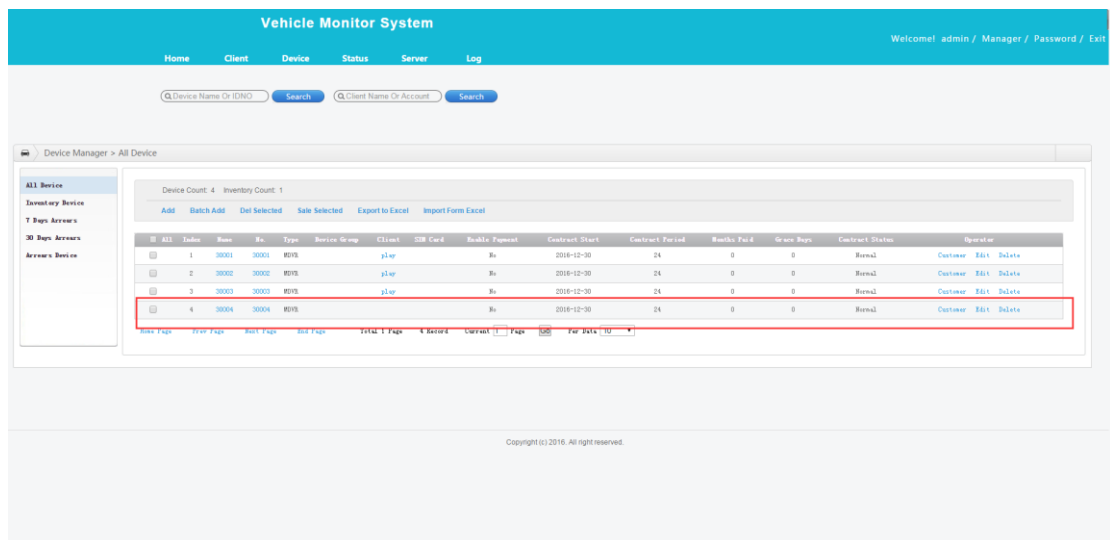 Vehicle Monitor System
Welcome! admin / Manager / Password / Exit
Home Client Device Status Server Log
Device Name Or IDNO Search Client Name Or Account Search
Device Manager > All Device
All Device
Inventory Device
7 Days Arrears
30 Days Arrears
Arrears Device
Device Count: 4 Inventory Count: 1
Add Batch Add Del Selected Sale Selected Export to Excel Import Form Excel
All Index Name No. Type Device Group Client SIM Card Enable Payment Contract Start Contract Period Months Paid Grace Days Contract Status Operator
1 30001 30001 MDVR play No 2016-12-30 24 0 0 Normal Customer Edit Delete
2 30002 30002 MDVR play No 2016-12-30 24 0 0 Normal Customer Edit Delete
3 30003 30003 MDVR play No 2016-12-30 24 0 0 Normal Customer Edit Delete
4 30004 30004 MDVR No 2016-12-30 24 0 0 Normal Customer Edit Delete
Home Page Prev Page Next Page End Page Total 1 Page 4 Record Current 1 Page GO Per Data 10
Copyright (c) 2016. All right reserved.